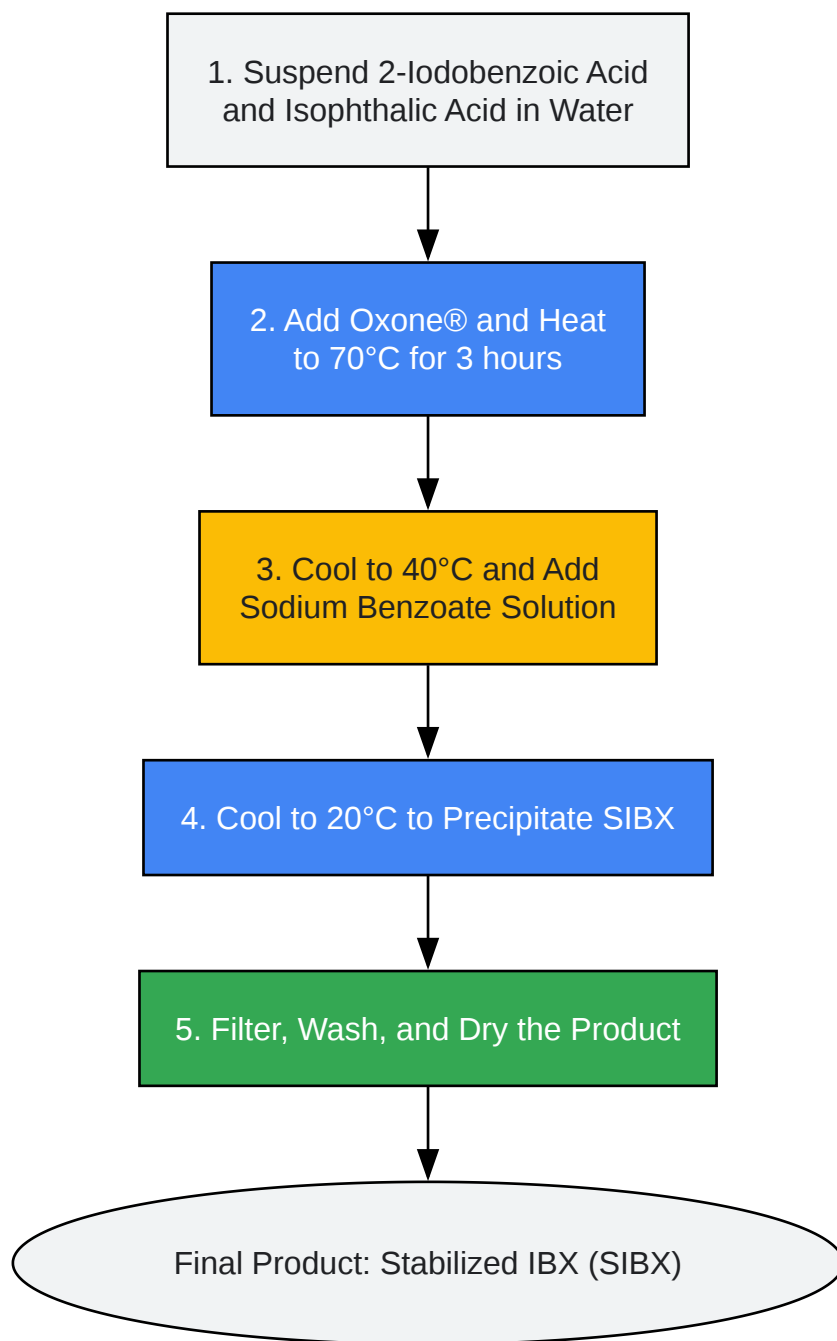 1. Suspend 2-Iodobenzoic Acid
and Isophthalic Acid in Water
2. Add Oxone® and Heat
to 70°C for 3 hours
3. Cool to 40°C and Add
Sodium Benzoate Solution
4. Cool to 20°C to Precipitate SIBX
5. Filter, Wash, and Dry the Product
Final Product: Stabilized IBX (SIBX)